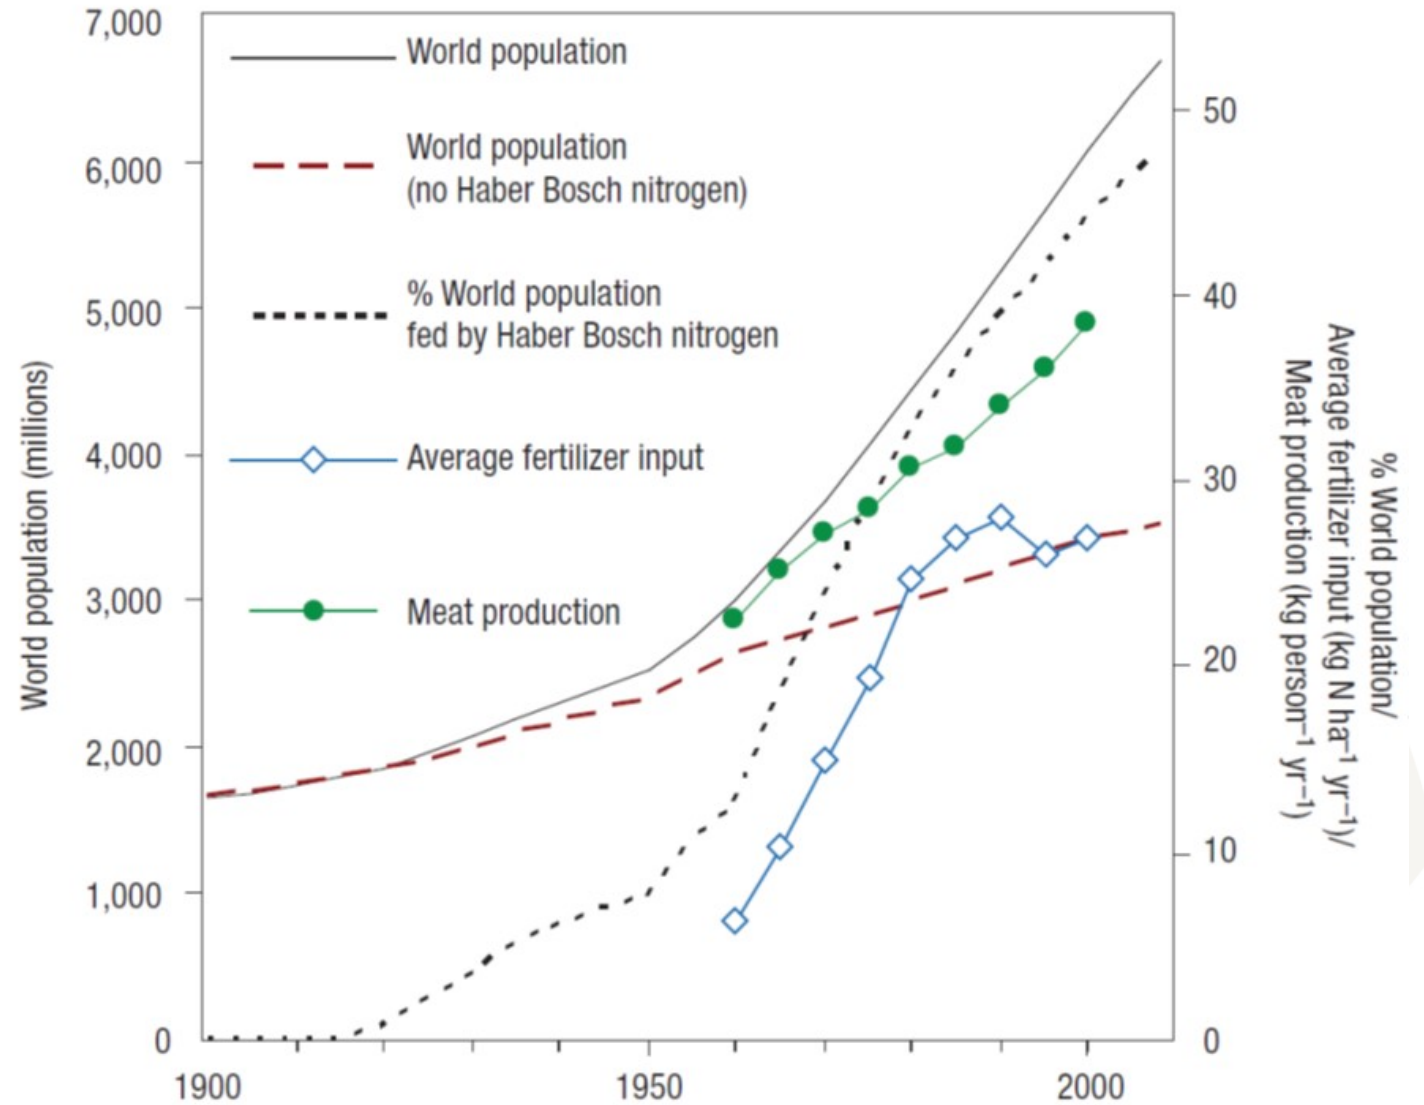 7,000
6,000
5,000
4,000
3,000
2,000
1,000
0
World population (millions)
World population
World population
(no Haber Bosch nitrogen)
% World population
fed by Haber Bosch nitrogen
Average fertilizer input
Meat production
1900
1950
2000
50
40
30
20
10
0
% World population/
Average fertilizer input (kg N ha⁻¹ yr⁻¹)/
Meat production (kg person⁻¹ yr⁻¹)